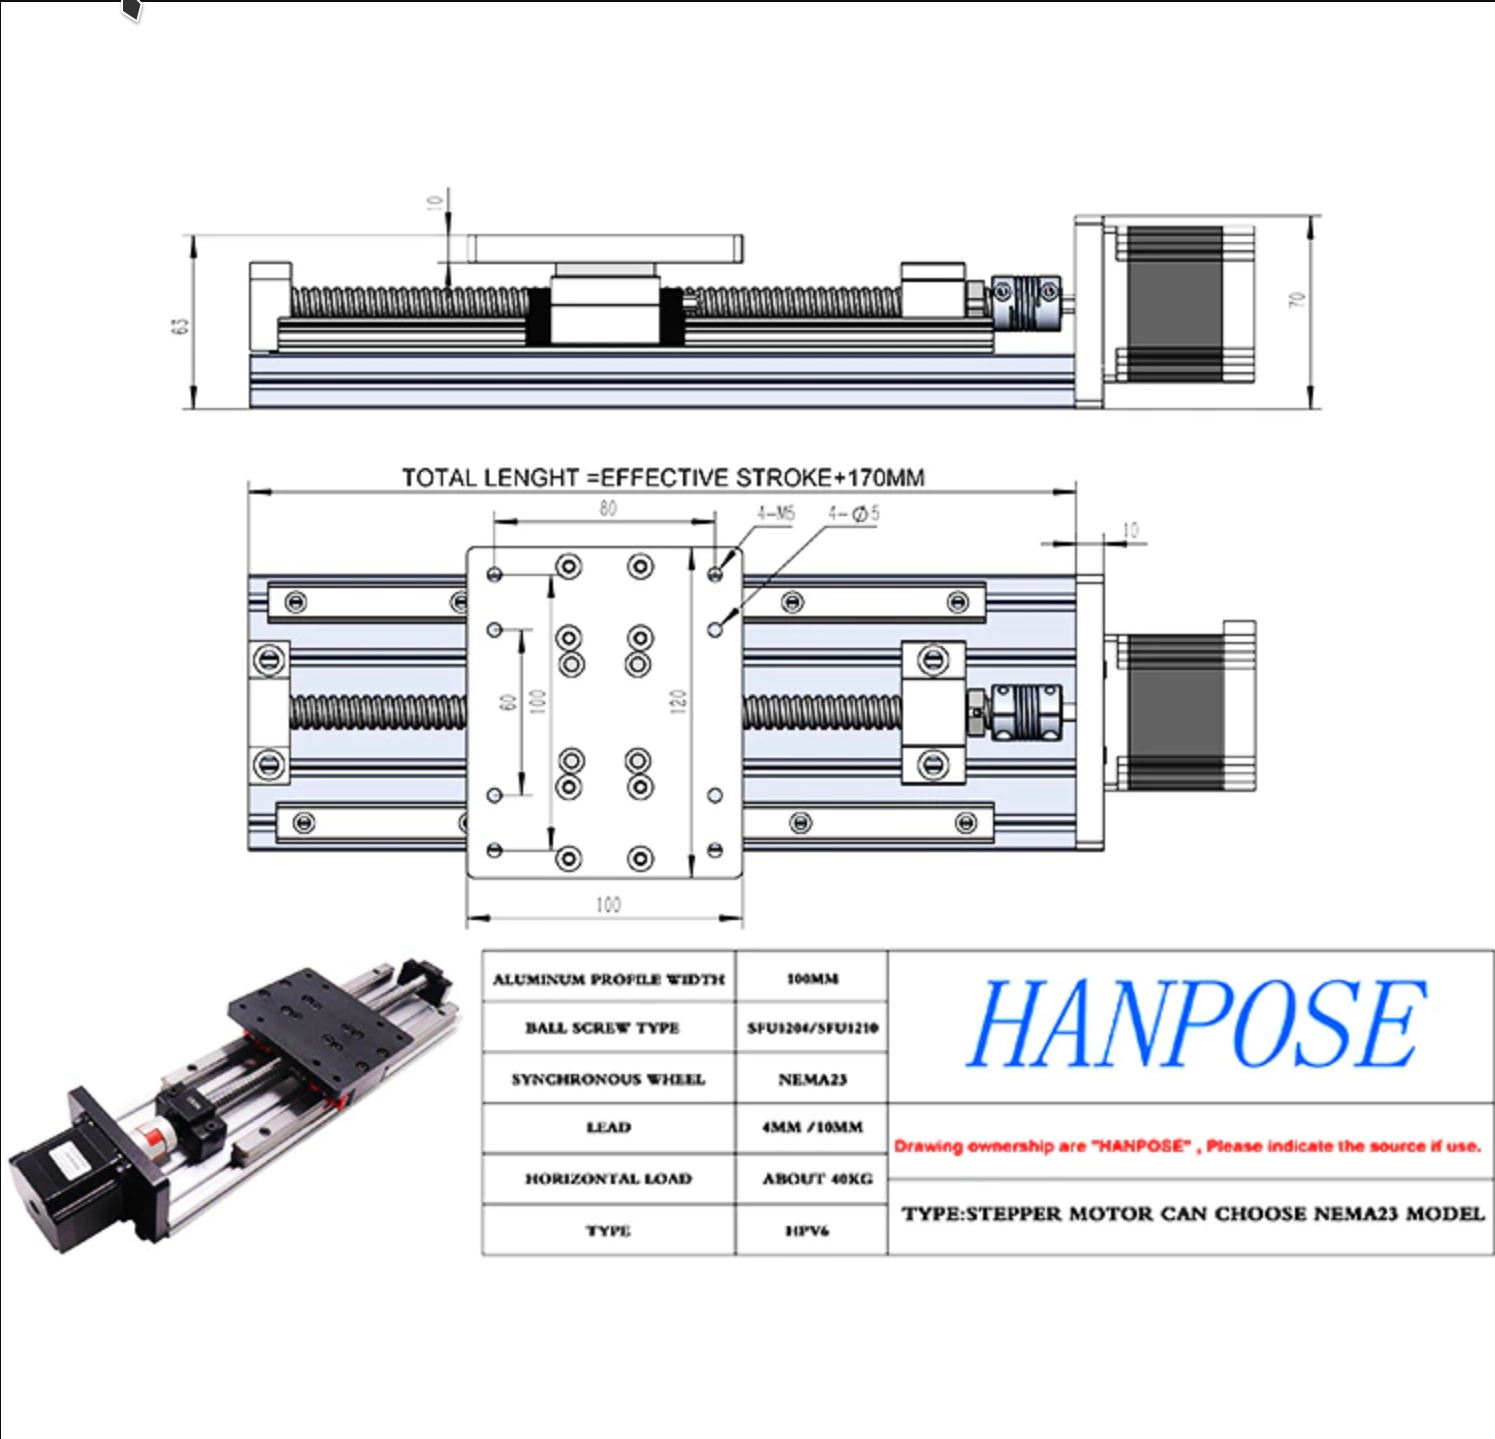 10
63
70
TOTAL LENGHT =EFFECTIVE STROKE+170MM
80
4-M5
4-Ø5
10
60
100
120
100
ALUMINUM PROFILE WIDTH 100MM
BALL SCREW TYPE SFU1204/SFU1210
SYNCHRONOUS WHEEL NEMA23
LEAD 4MM /10MM
HORIZONTAL LOAD ABOUT 40KG
TYPE HPV6
HANPOSE
Drawing ownership are "HANPOSE" , Please indicate the source if use.
TYPE:STEPPER MOTOR CAN CHOOSE NEMA23 MODEL